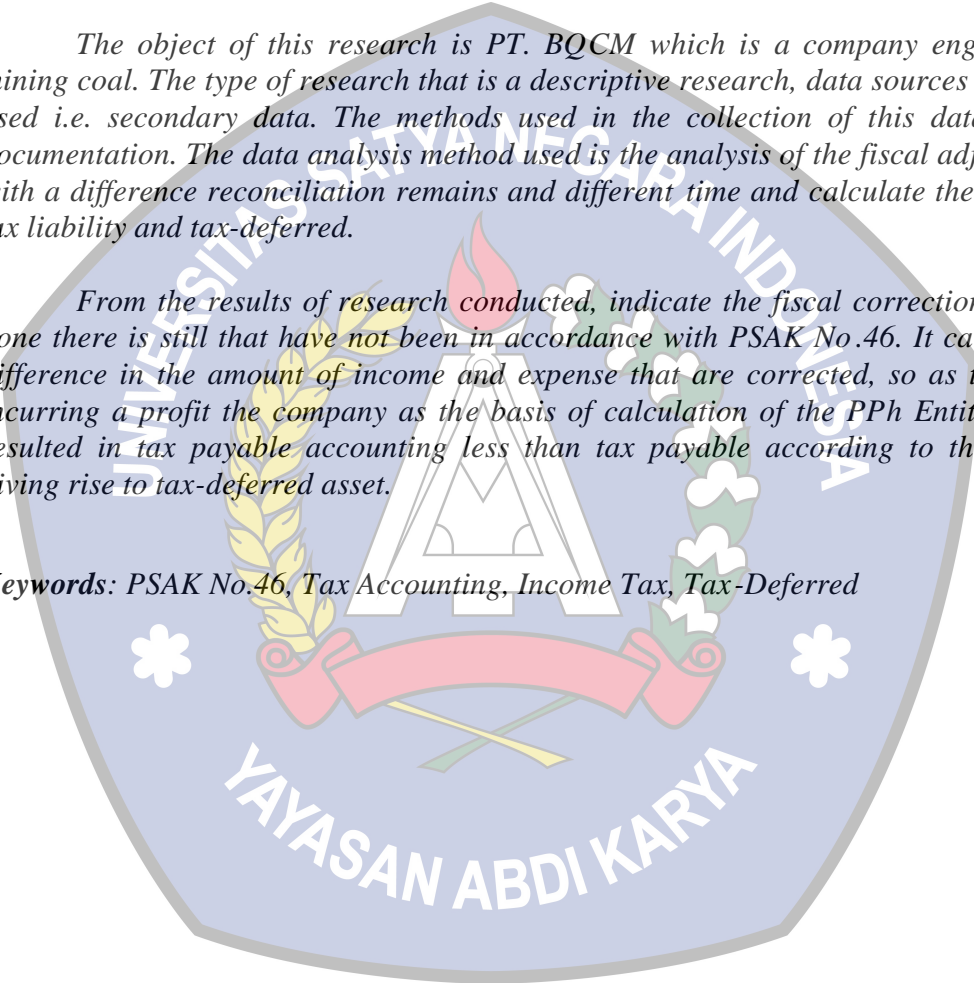 The object of this research is PT. BQCM which is a company eng
ining coal. The type of research that is a descriptive research, data sources
sed i.e. secondary data. The methods used in the collection of this data
ocumentation. The data analysis method used is the analysis of the fiscal adj
ith a difference reconciliation remains and different time and calculate the
ax liability and tax-deferred.
From the results of research conducted, indicate the fiscal correction
one there is still that have not been in accordance with PSAK No.46. It ca
ifference in the amount of income and expense that are corrected, so as t
ncurring a profit the company as the basis of calculation of the PPh Entit
esulted in tax payable accounting less than tax payable according to th
iving rise to tax-deferred asset.
eywords: PSAK No.46, Tax Accounting, Income Tax, Tax-Deferred
UNIVERSITAS SATYA NEGARA INDONESIA
YAYASAN ABDI KARYA